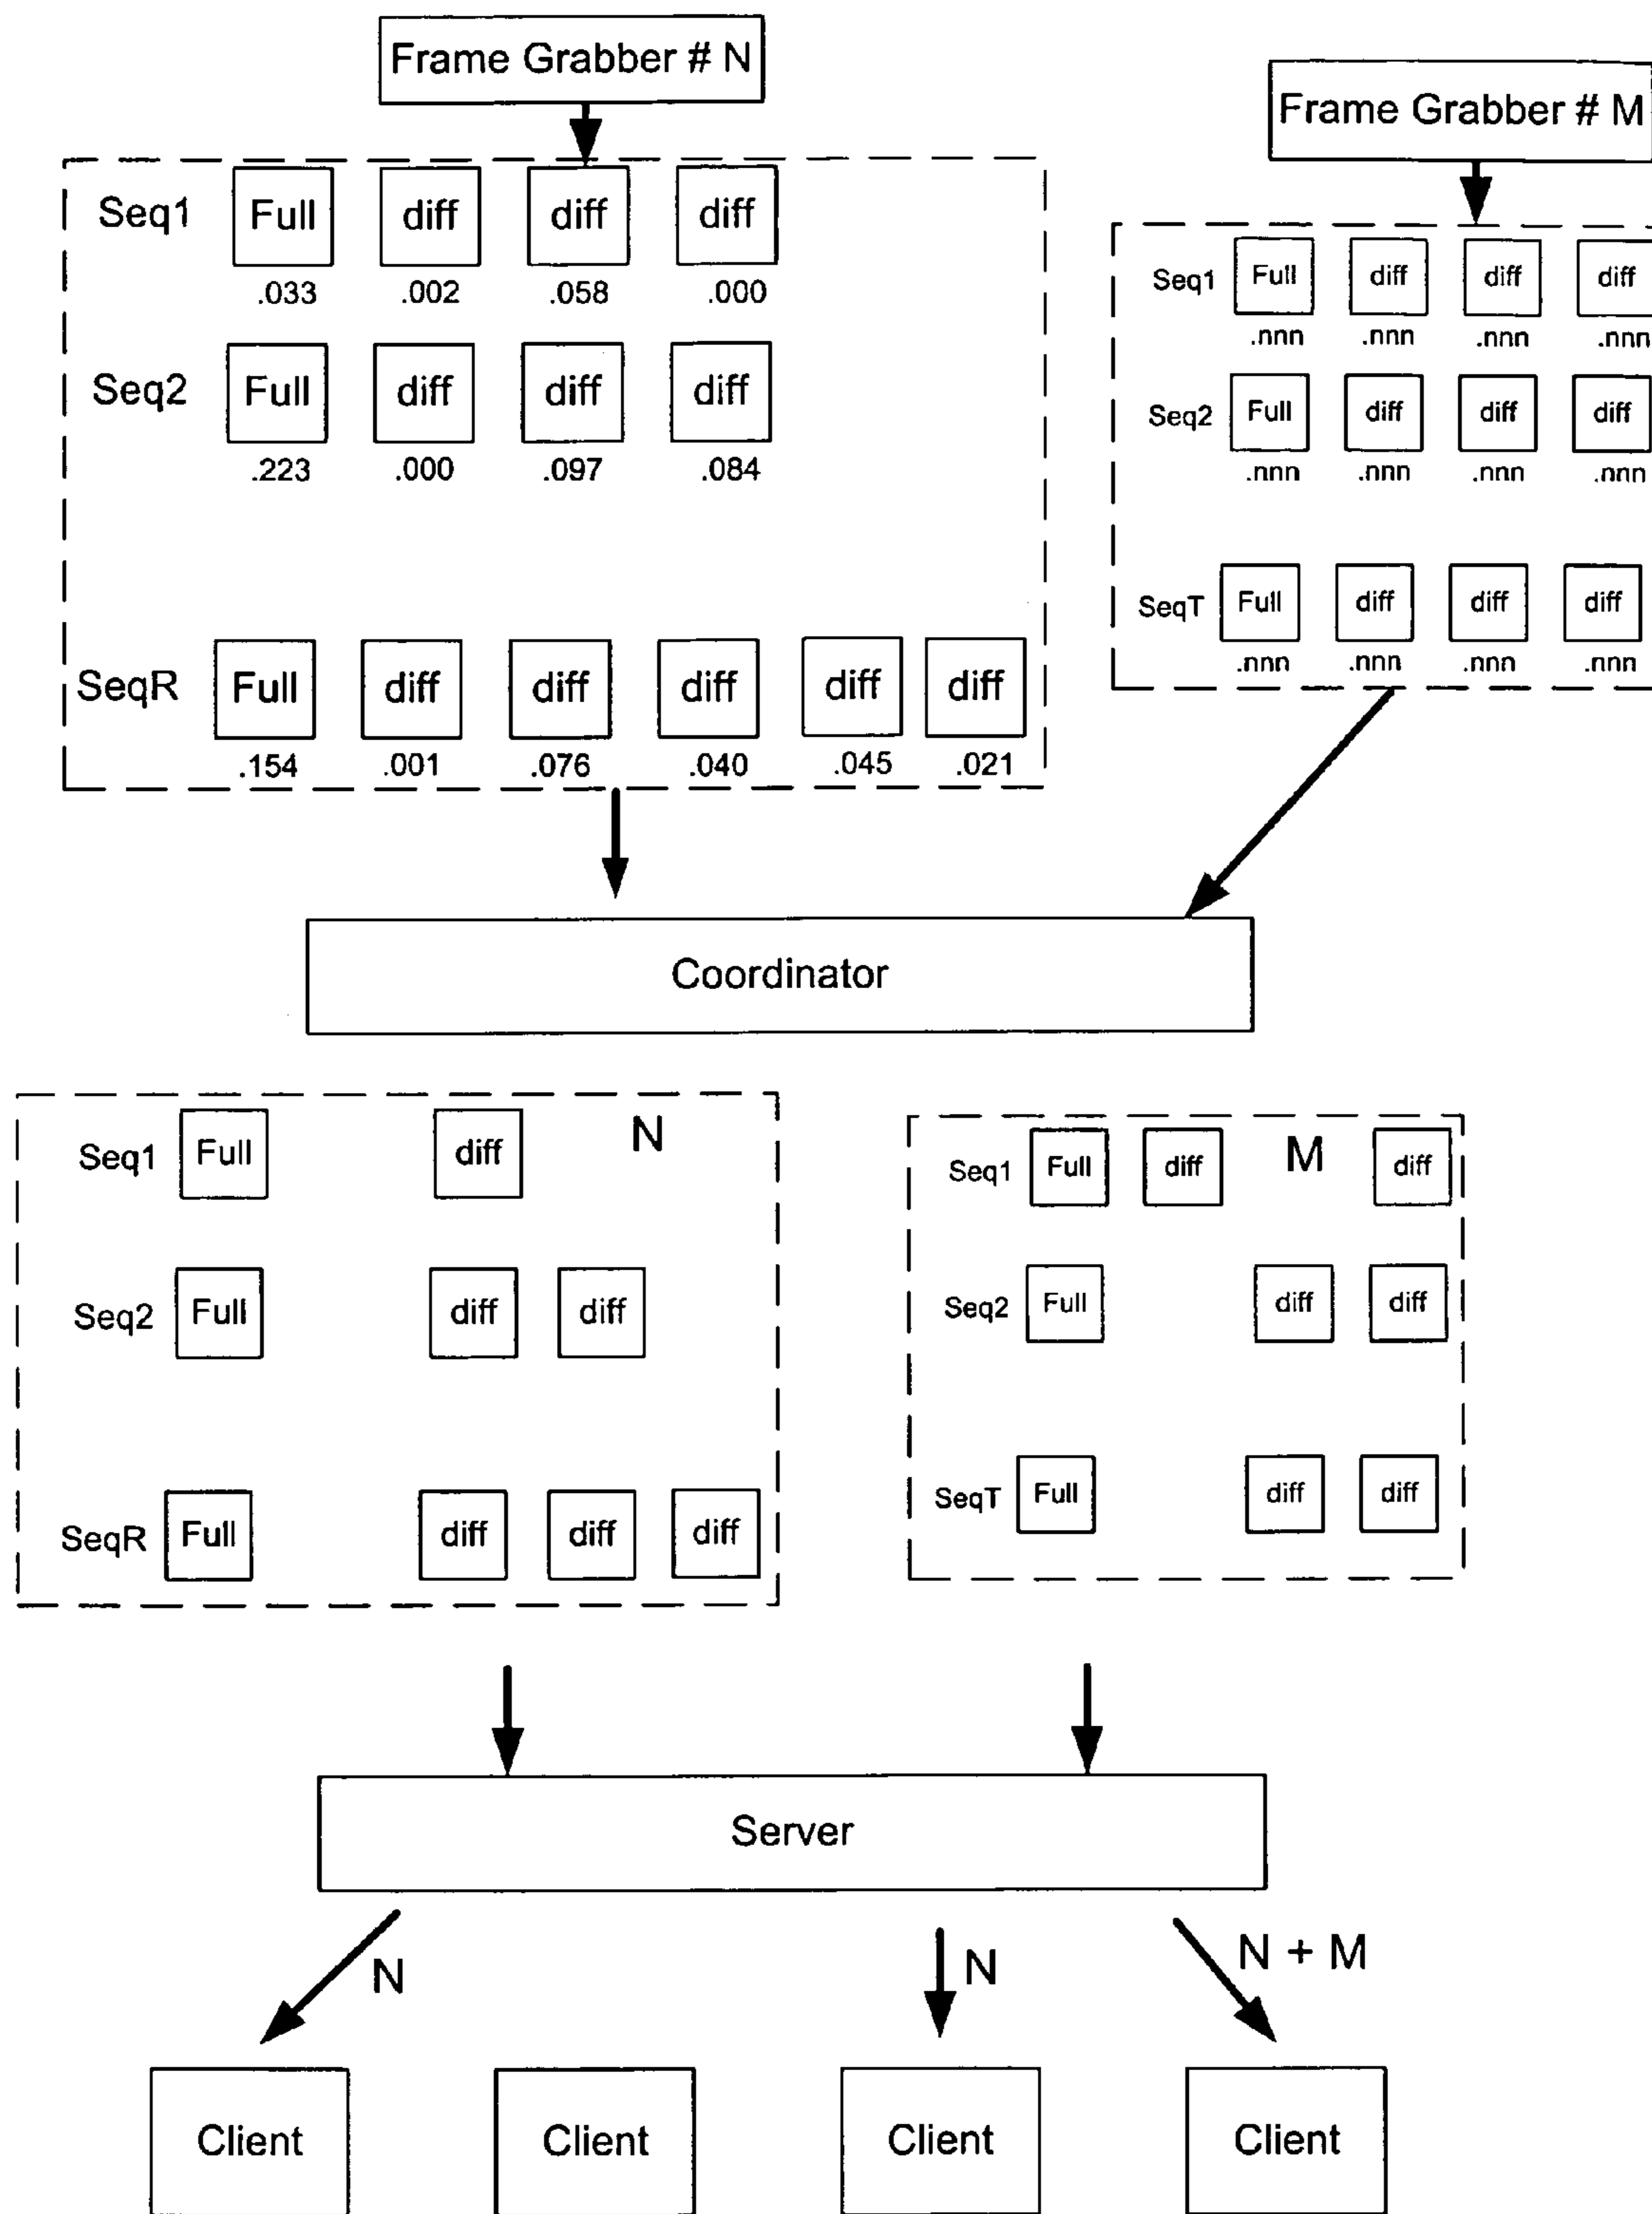 Frame Grabber # N
Frame Grabber # M
Seq1 Full diff diff diff
.033 .002 .058 .000
Seq2 Full diff diff diff
.223 .000 .097 .084
SeqR Full diff diff diff diff diff
.154 .001 .076 .040 .045 .021
Seq1 Full diff diff diff
.nnn .nnn .nnn .nnn
Seq2 Full diff diff diff
.nnn .nnn .nnn .nnn
SeqT Full diff diff diff
.nnn .nnn .nnn .nnn
Coordinator
Seq1 Full diff N
Seq2 Full diff diff
SeqR Full diff diff diff
Seq1 Full diff M diff
Seq2 Full diff diff
SeqT Full diff diff
Server
N N N + M
Client Client Client Client